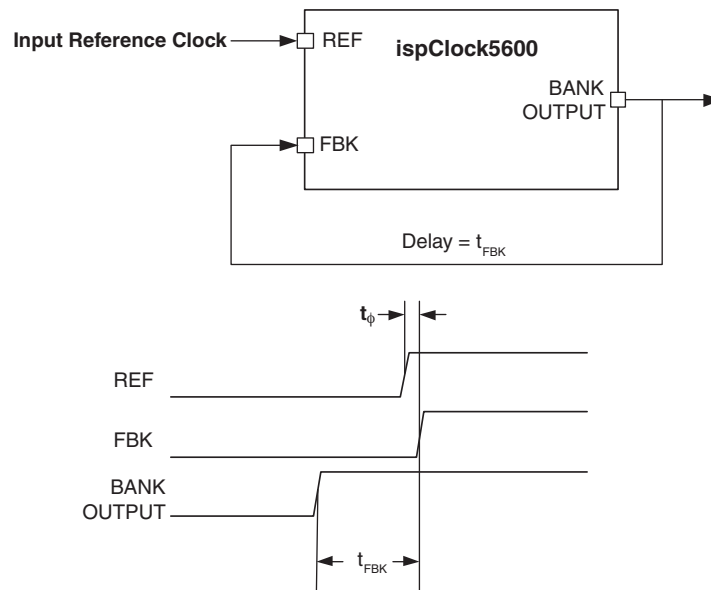 Input Reference Clock
REF
ispClock5600
BANK
OUTPUT
FBK
Delay = tFBK
tϕ
REF
FBK
BANK
OUTPUT
tFBK